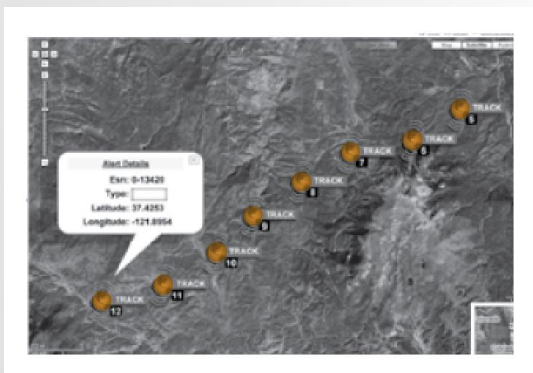 Alert Details
Esn: 0-13420
Type:
Latitude: 37.4253
Longitude: -121.8954
TRACK
5
TRACK
6
TRACK
7
TRACK
8
TRACK
9
TRACK
10
TRACK
11
TRACK
12